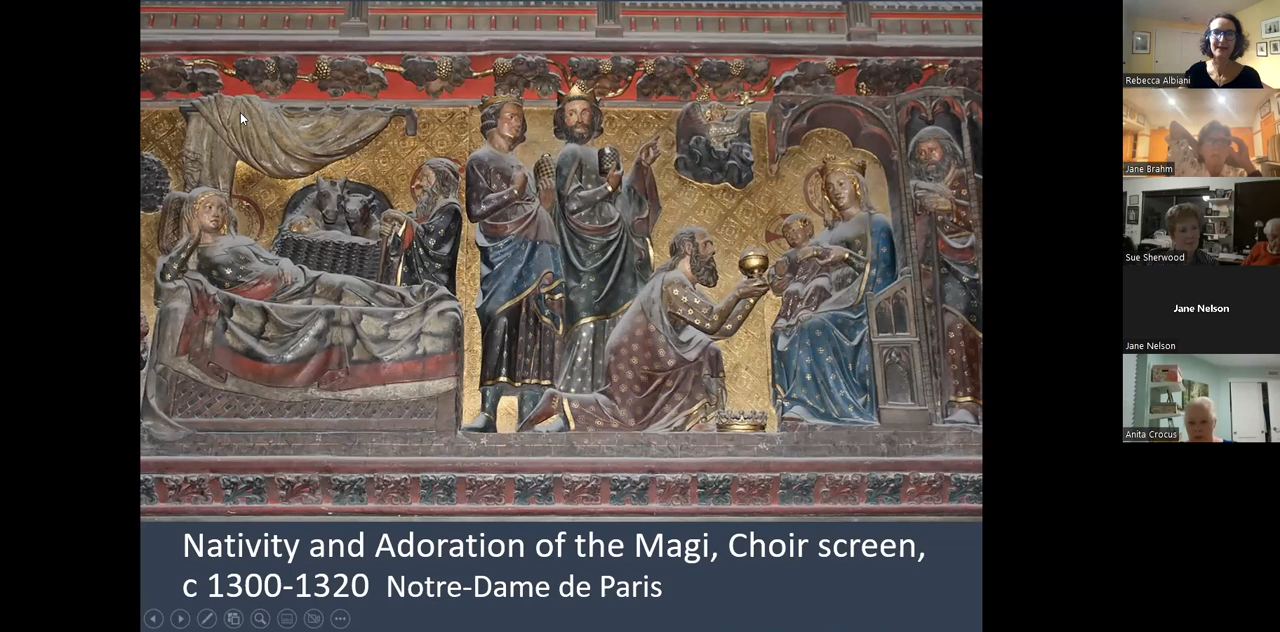 Nativity and Adoration of the Magi, Choir screen,
c 1300-1320 Notre-Dame de Paris
Rebecca Albiani
Jane Brahm
Sue Sherwood
Jane Nelson
Jane Nelson
Anita Crocus